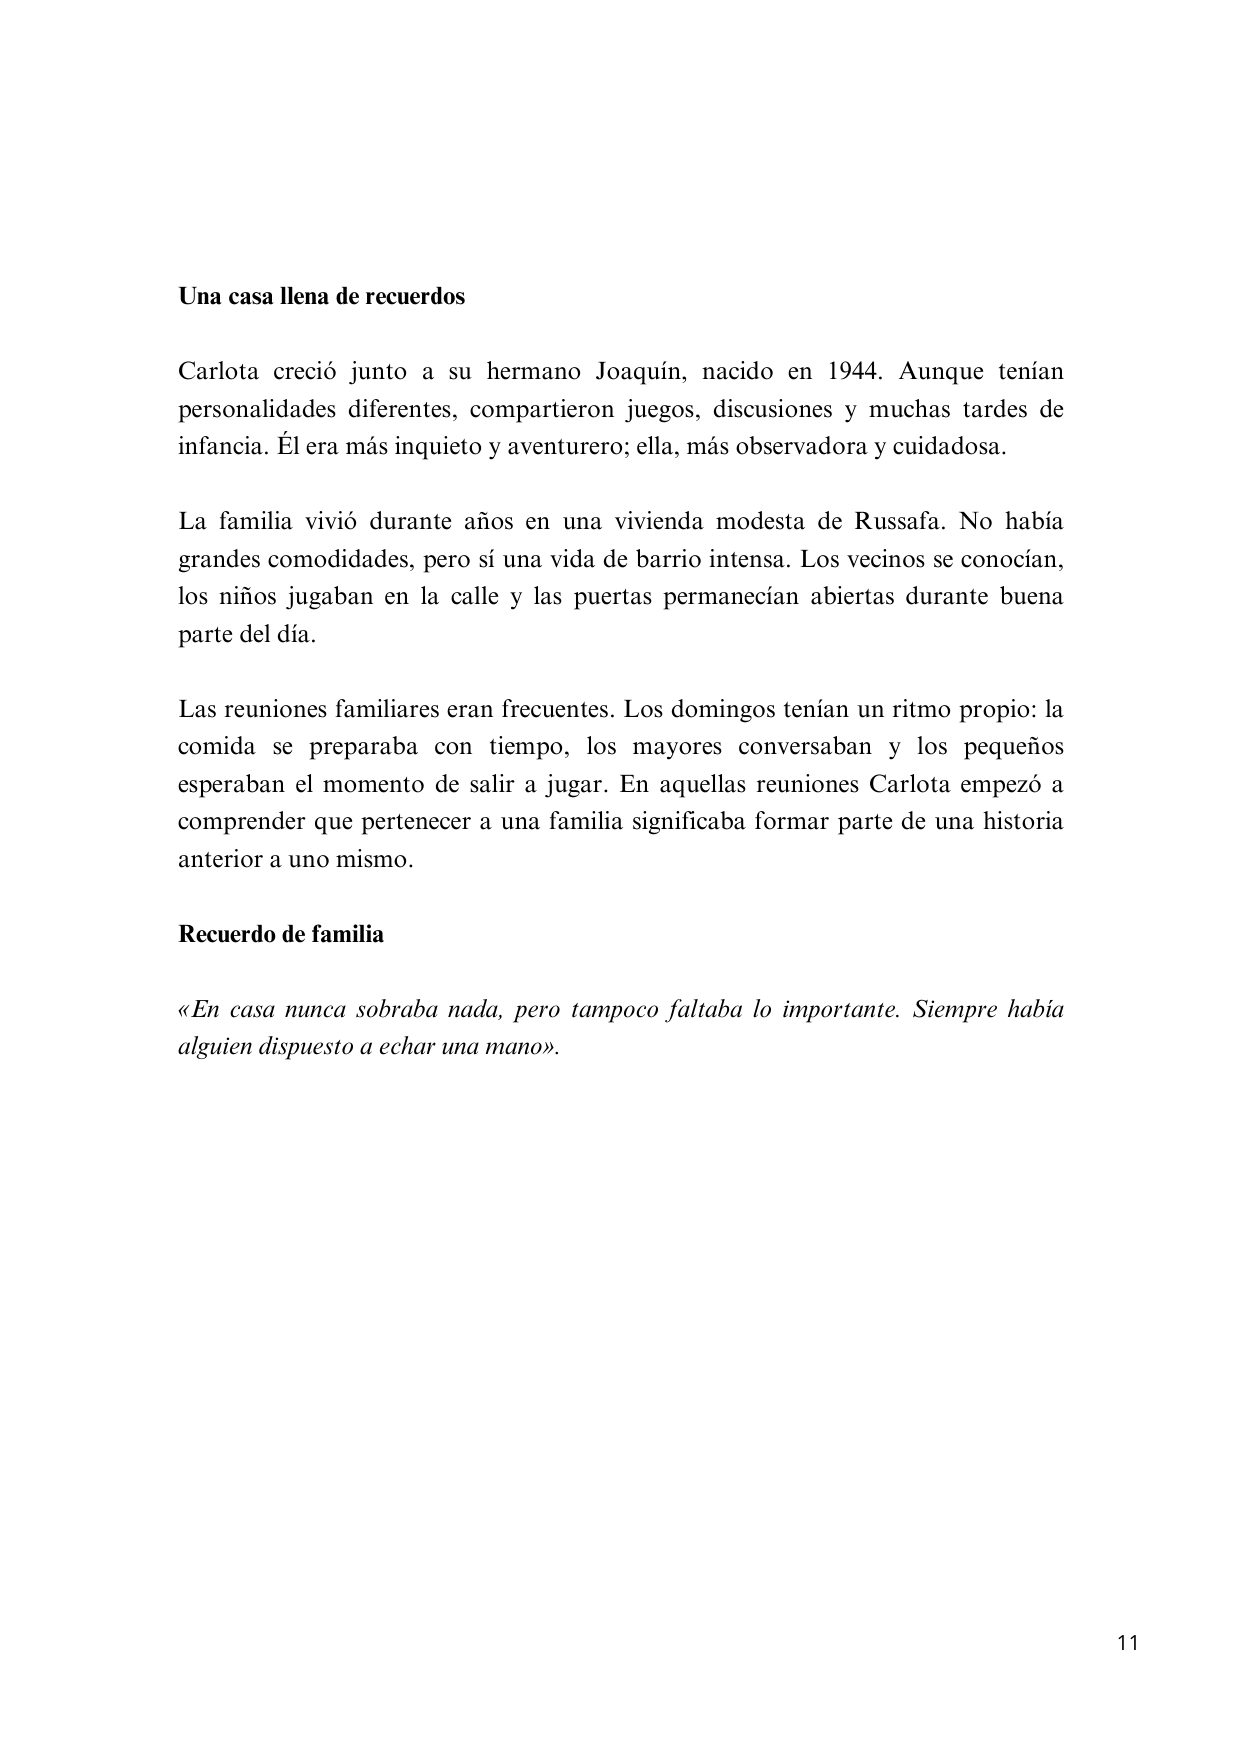 Una casa llena de recuerdos
Carlota creció junto a su hermano Joaquín, nacido en 1944. Aunque tenían
personalidades diferentes, compartieron juegos, discusiones y muchas tardes de
infancia. Él era más inquieto y aventurero; ella, más observadora y cuidadosa.
La familia vivió durante años en una vivienda modesta de Russafa. No había
grandes comodidades, pero sí una vida de barrio intensa. Los vecinos se conocían,
los niños jugaban en la calle y las puertas permanecían abiertas durante buena
parte del día.
Las reuniones familiares eran frecuentes. Los domingos tenían un ritmo propio: la
comida se preparaba con tiempo, los mayores conversaban y los pequeños
esperaban el momento de salir a jugar. En aquellas reuniones Carlota empezó a
comprender que pertenecer a una familia significaba formar parte de una historia
anterior a uno mismo.
Recuerdo de familia
«En casa nunca sobraba nada, pero tampoco faltaba lo importante. Siempre había
alguien dispuesto a echar una mano».
11